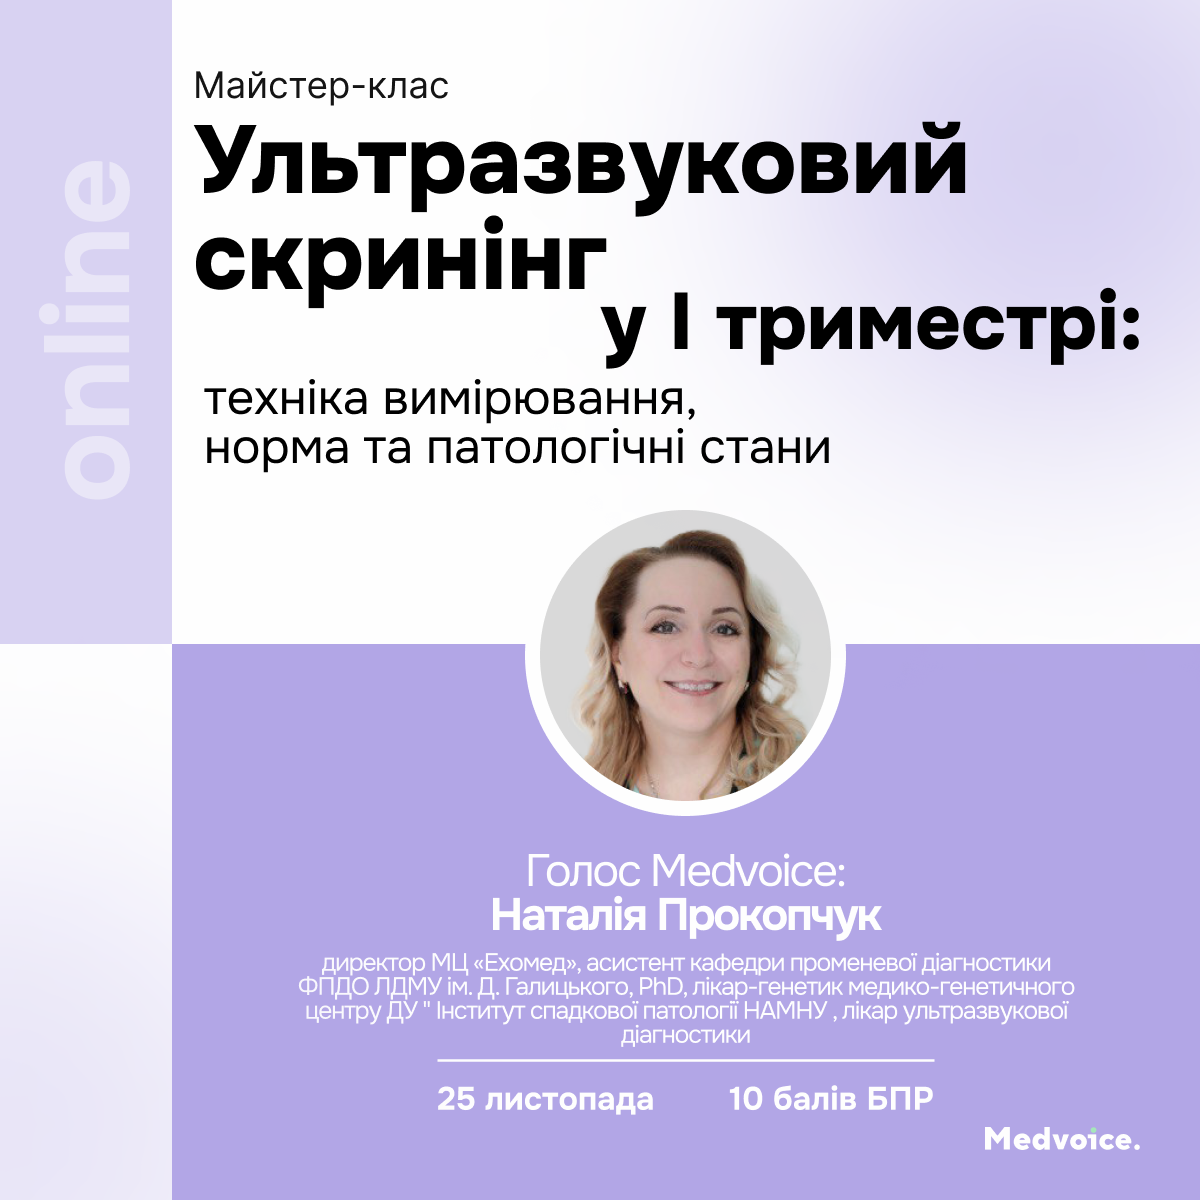 online
Майстер-клас
Ультразвуковий
скринінг
у І триместрі:
техніка вимірювання,
норма та патологічні стани
Голос Medvoice:
Наталія Прокопчук
директор МЦ «Ехомед», асистент кафедри променевої діагностики
ФПДО ЛДМУ ім. Д. Галицького, PhD, лікар-генетик медико-генетичного
центру ДУ " Інститут спадкової патології НАМНУ , лікар ультразвукової
діагностики
25 листопада 10 балів БПР
Medvoice.